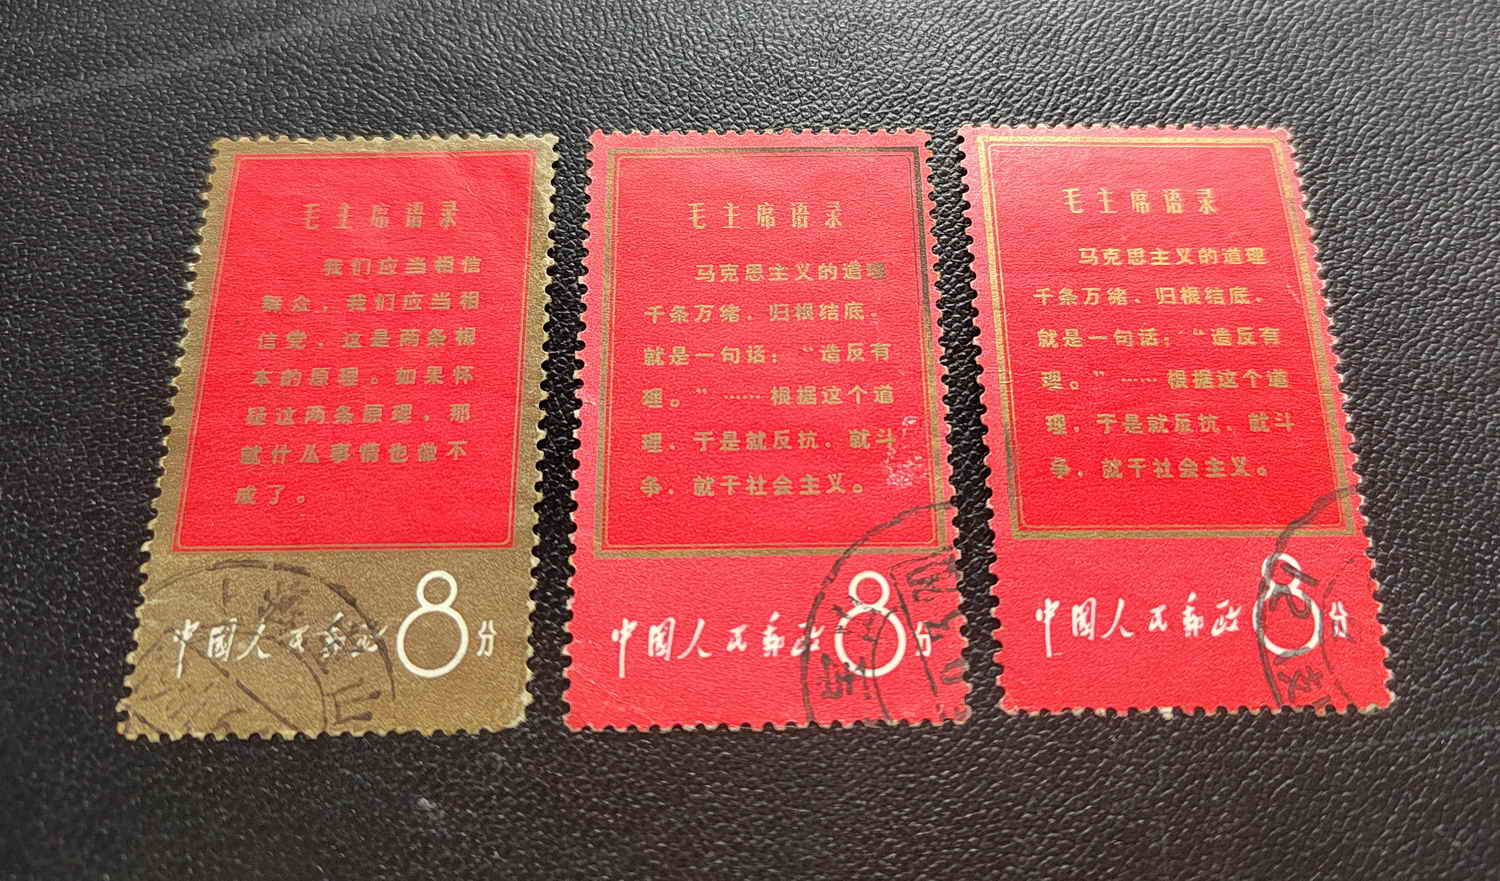 毛主席语录
我们应当相信
群众，我们应当相
信党，这是两条根
本的原理。如果怀
疑这两条原理，那
就什么事情也做不
成了。
中国人民邮政 8分
毛主席语录
马克思主义的道理
千条万绪，归根结底，
就是一句话：“造反有
理。”……根据这个道
理，于是就反抗，就斗
争，就干社会主义。
中国人民邮政 8分
毛主席语录
马克思主义的道理
千条万绪，归根结底，
就是一句话：“造反有
理。”……根据这个道
理，于是就反抗，就斗
争，就干社会主义。
中国人民邮政 8分